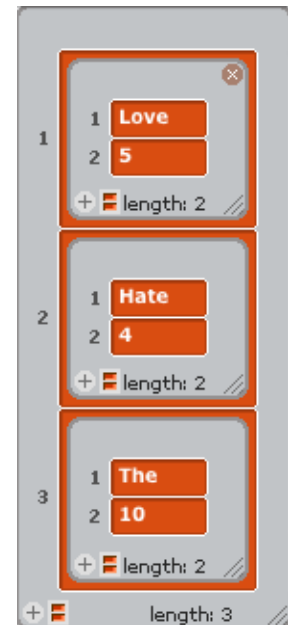 1
1 Love
2 5
+ length: 2
2
1 Hate
2 4
+ length: 2
3
1 The
2 10
+ length: 2
+ length: 3